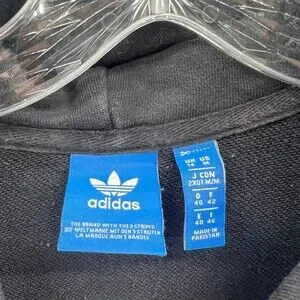 adidas
THE BRAND WITH THE 3 STRIPES
DIE WELTMARKE MIT DEN 3 STREIFEN
LA MARQUE AUX 3 BANDES
UK US
J CDN
2XOT M/M
D F
40 42
E I
40 46
MADE IN
PAKISTAN